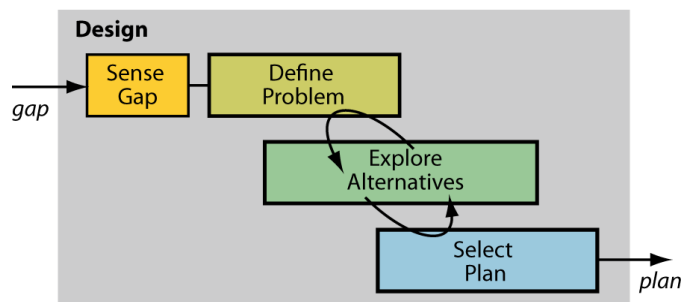 Design
Sense
Gap
Define
Problem
gap
Explore
Alternatives
Select
Plan
plan